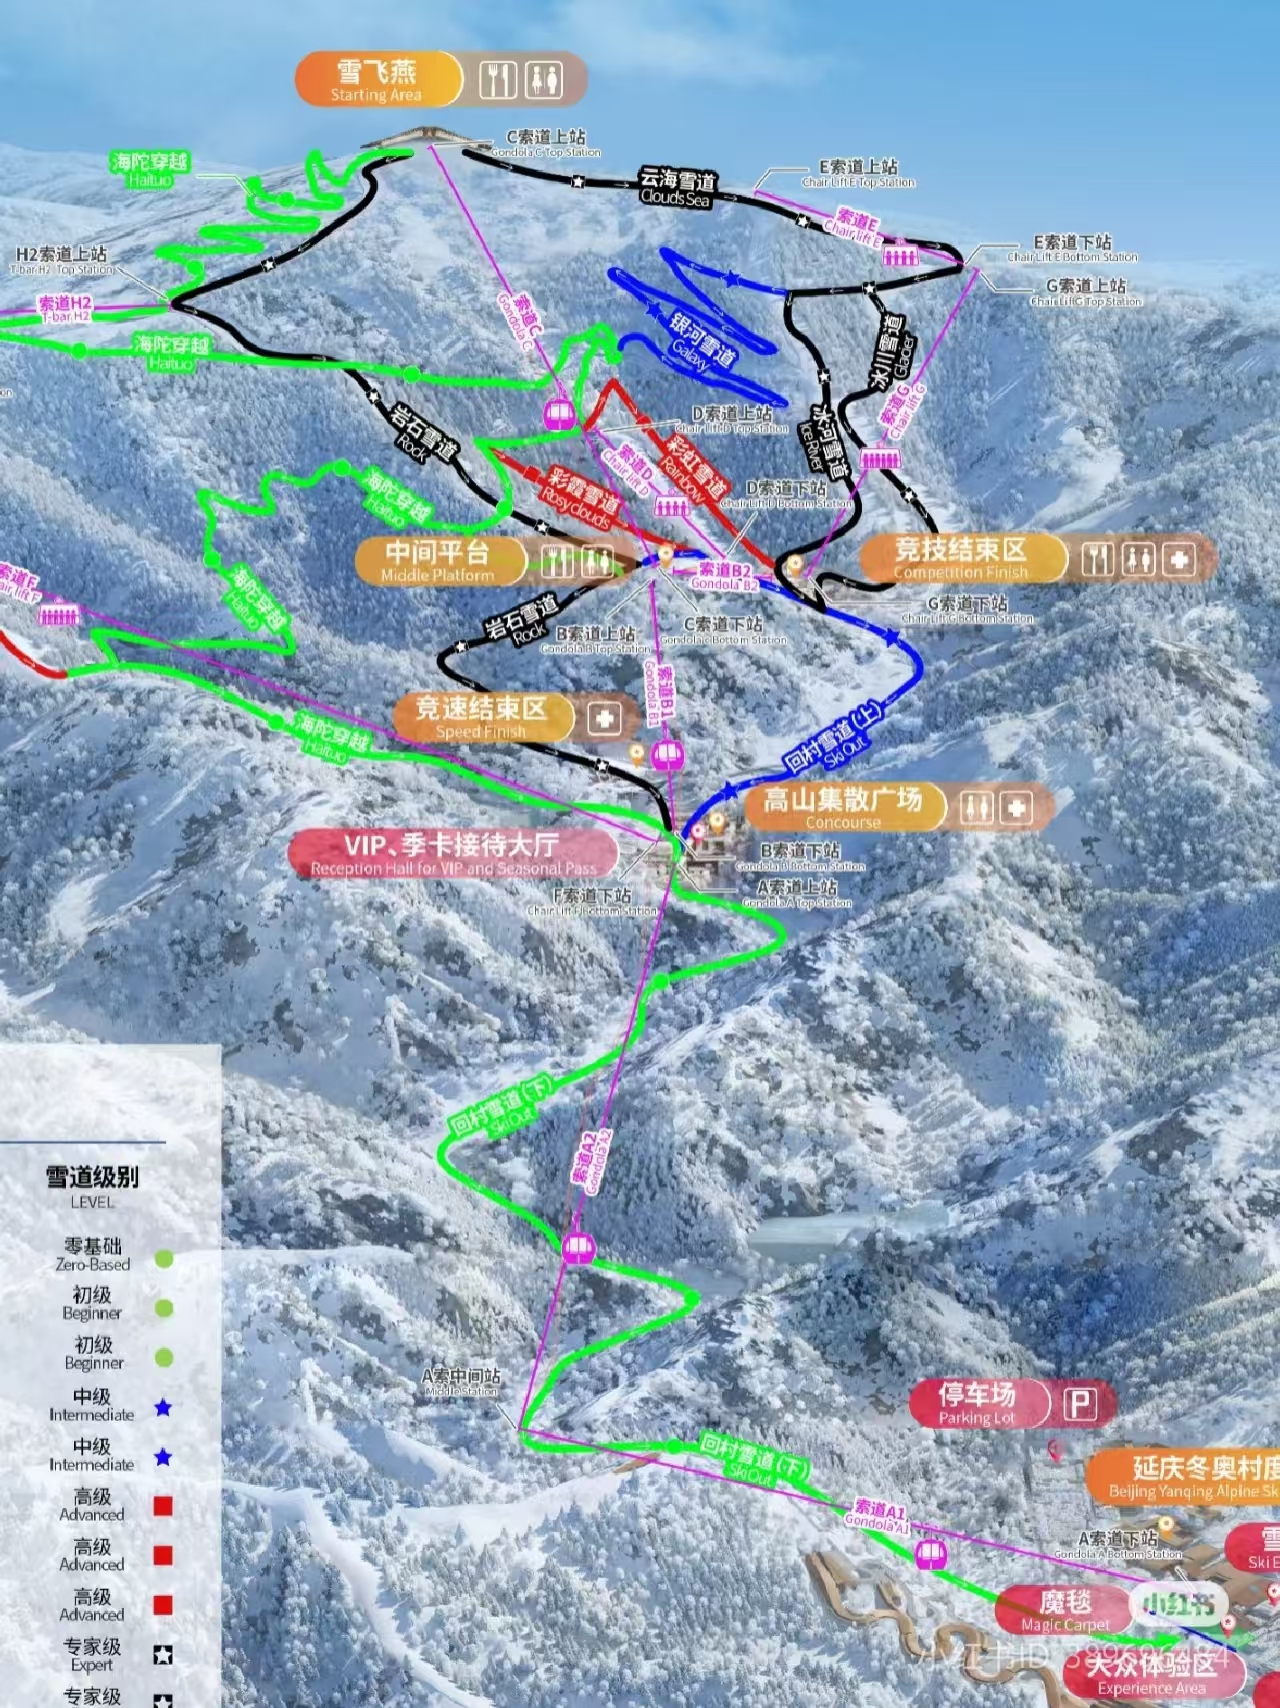 雪飞燕
Starting Area
C索道上站
Gondola C Top Station
海陀穿越
Haituo
云海雪道
Clouds Sea
E索道上站
Chair Lift E Top Station
索道E
Chair lift E
H2索道上站
T-bar H2 Top Station
E索道下站
Chair Lift E Bottom Station
G索道上站
Chair Lift G Top Station
索道H2
T-bar H2
索道C
Gondola C
海陀穿越
Haituo
银河雪道
Galaxy
冰川雪道
Glacier
索道G
Chair lift G
岩石雪道
Rock
D索道上站
Chair Lift D Top Station
冰河雪道
Ice River
索道D
Chair lift D
彩虹雪道
Rainbow
彩霞雪道
Rosy clouds
海陀穿越
Haituo
D索道下站
Chair Lift D Bottom Station
中间平台
Middle Platform
索道B2
Gondola B2
竞技结束区
Competition Finish
索道F
海陀穿越
Haituo
岩石雪道
Rock
B索道上站
Gondola B Top Station
C索道下站
Gondola C Bottom Station
G索道下站
Chair Lift G Bottom Station
索道B1
Gondola B1
竞速结束区
Speed Finish
海陀穿越
Haituo
回村雪道(上)
Ski Out
高山集散广场
Concourse
VIP、季卡接待大厅
Reception Hall for VIP and Seasonal Pass
B索道下站
Gondola B Bottom Station
F索道下站
Chair Lift F Bottom Station
A索道上站
Gondola A Top Station
回村雪道(下)
Ski Out
索道A2
Gondola A2
雪道级别
LEVEL
零基础
Zero-Based
初级
Beginner
初级
Beginner
中级
Intermediate
中级
Intermediate
高级
Advanced
高级
Advanced
高级
Advanced
专家级
Expert
专家级
A索中间站
Middle Station
停车场
Parking Lot
P
回村雪道(下)
Ski Out
延庆冬奥村
Beijing Yanqing Alpine
索道A1
Gondola A1
A索道下站
Gondola A Bottom Station
雪
Ski
魔毯
Magic Carpet
小红书
大众体验区
Experience Area